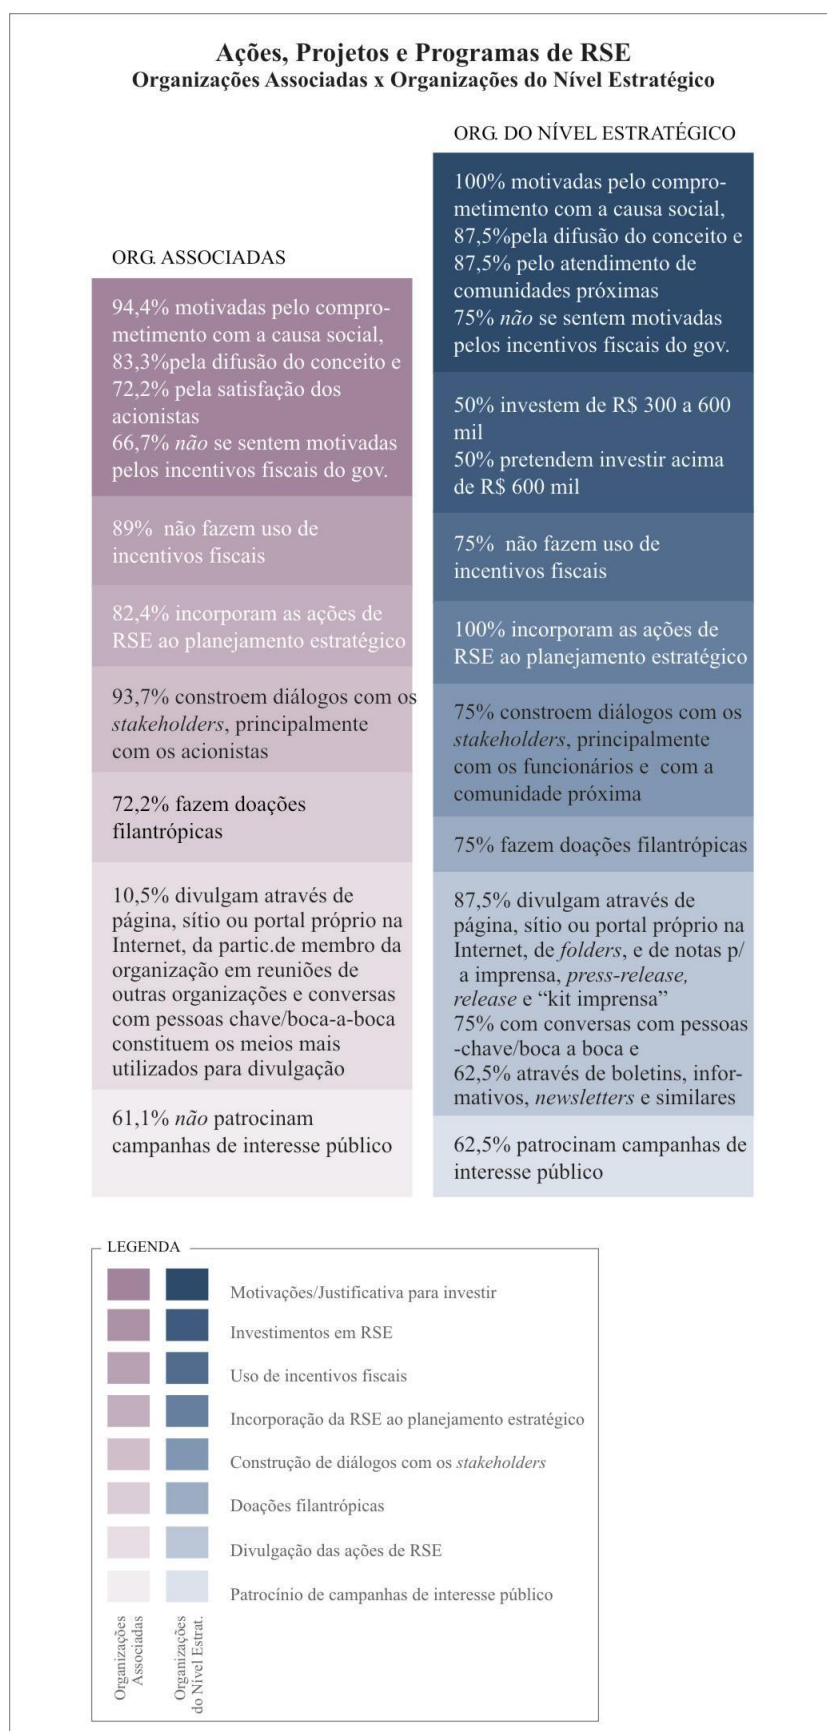 Ações, Projetos e Programas de RSE
Organizações Associadas x Organizações do Nível Estratégico
ORG. ASSOCIADAS
94,4% motivadas pelo compro-
metimento com a causa social,
83,3%pela difusão do conceito e
72,2% pela satisfação dos
acionistas
66,7% não se sentem motivadas
pelos incentivos fiscais do gov.
89% não fazem uso de
incentivos fiscais
82,4% incorporam as ações de
RSE ao planejamento estratégico
93,7% constroem diálogos com os
stakeholders, principalmente
com os acionistas
72,2% fazem doações
filantrópicas
10,5% divulgam através de
página, sítio ou portal próprio na
Internet, da partic.de membro da
organização em reuniões de
outras organizações e conversas
com pessoas chave/boca-a-boca
constituem os meios mais
utilizados para divulgação
61,1% não patrocinam
campanhas de interesse público
ORG. DO NÍVEL ESTRATÉGICO
100% motivadas pelo compro-
metimento com a causa social,
87,5%pela difusão do conceito e
87,5% pelo atendimento de
comunidades próximas
75% não se sentem motivadas
pelos incentivos fiscais do gov.
50% investem de R$ 300 a 600
mil
50% pretendem investir acima
de R$ 600 mil
75% não fazem uso de
incentivos fiscais
100% incorporam as ações de
RSE ao planejamento estratégico
75% constroem diálogos com os
stakeholders, principalmente
com os funcionários e com a
comunidade próxima
75% fazem doações filantrópicas
87,5% divulgam através de
página, sítio ou portal próprio na
Internet, de folders, e de notas p/
a imprensa, press-release,
release e “kit imprensa”
75% com conversas com pessoas
-chave/boca a boca e
62,5% através de boletins, infor-
mativos, newsletters e similares
62,5% patrocinam campanhas de
interesse público
LEGENDA
Motivações/Justificativa para investir
Investimentos em RSE
Uso de incentivos fiscais
Incorporação da RSE ao planejamento estratégico
Construção de diálogos com os stakeholders
Doações filantrópicas
Divulgação das ações de RSE
Patrocínio de campanhas de interesse público
Organizações
Associadas
Organizações
do Nível Estrat.